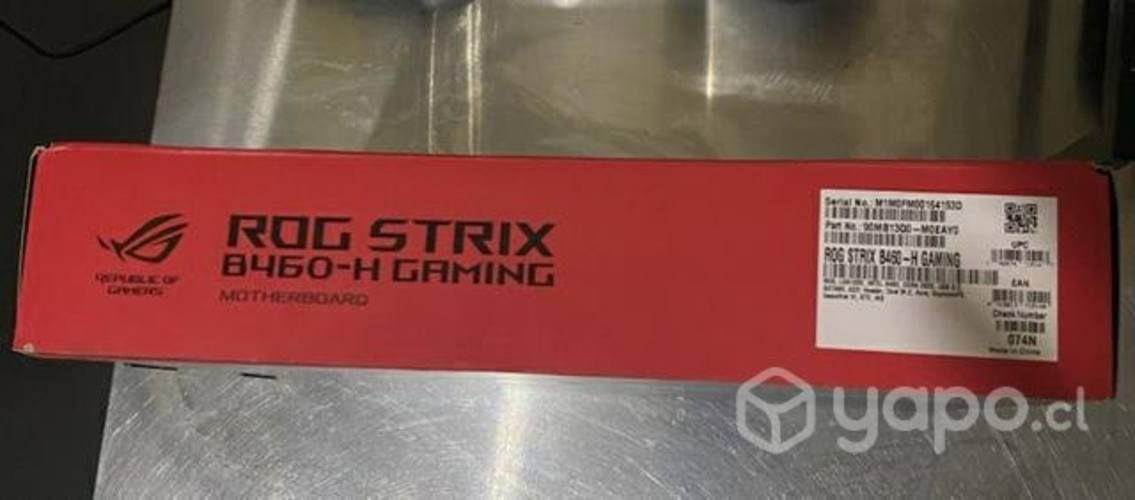 REPUBLIC OF
GAMERS
ROG STRIX
B460-H GAMING
MOTHERBOARD
Serial No.:
Part No.: 90MB13Q0-M0EAY0
ROG STRIX B460-H GAMING
UPC
EAN
Check Number
074N
Made in China
yapo.cl